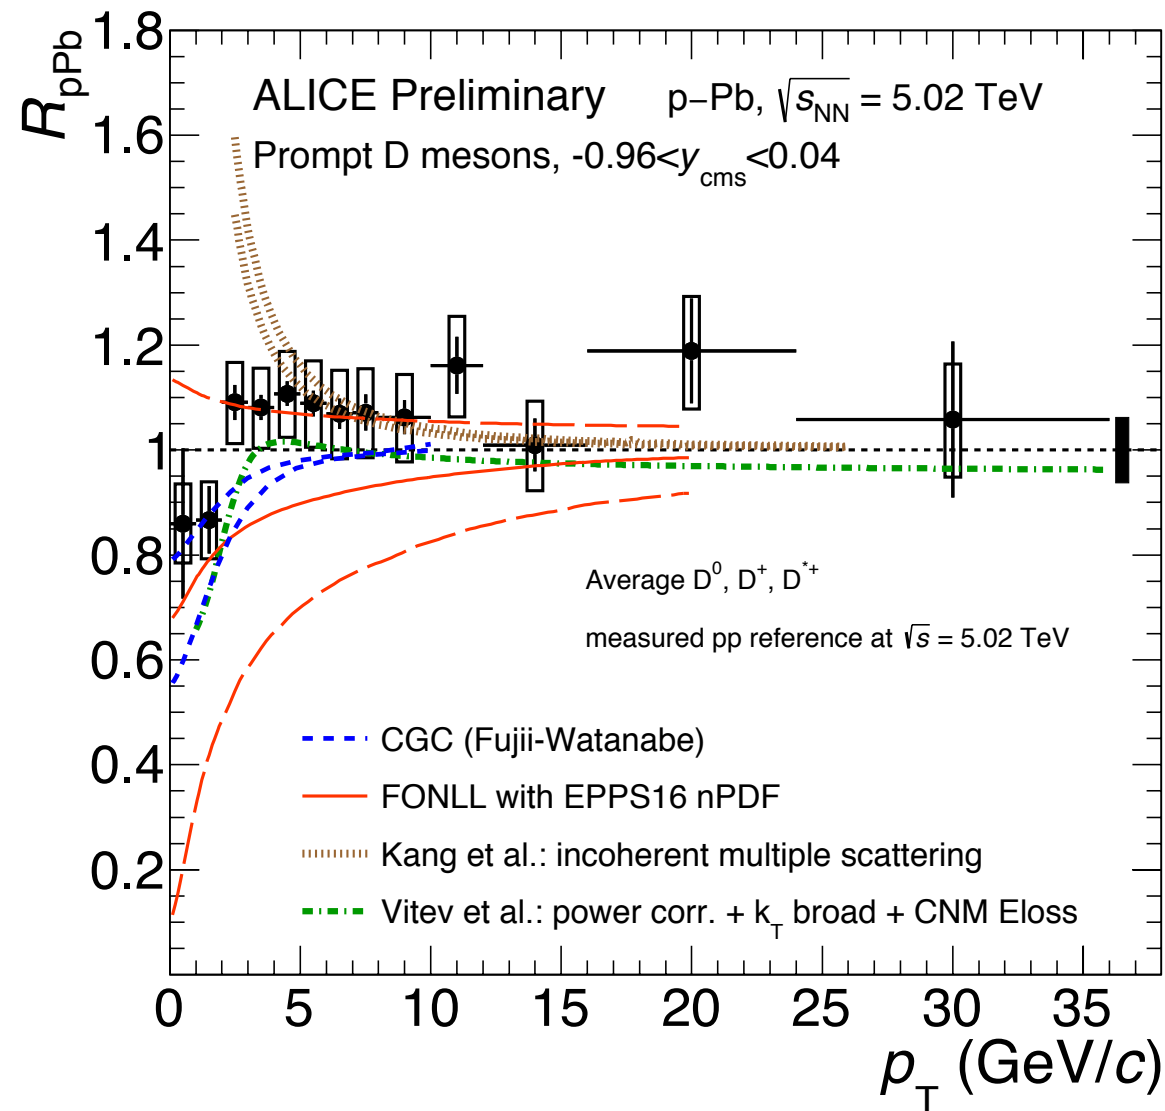 R_pPb
1.8
1.6
1.4
1.2
1
0.8
0.6
0.4
0.2
ALICE Preliminary p−Pb, √s_NN = 5.02 TeV
Prompt D mesons, -0.96<y_cms<0.04
Average D^0, D^+, D^*+
measured pp reference at √s = 5.02 TeV
CGC (Fujii-Watanabe)
FONLL with EPPS16 nPDF
Kang et al.: incoherent multiple scattering
Vitev et al.: power corr. + k_T broad + CNM Eloss
0 5 10 15 20 25 30 35
p_T (GeV/c)